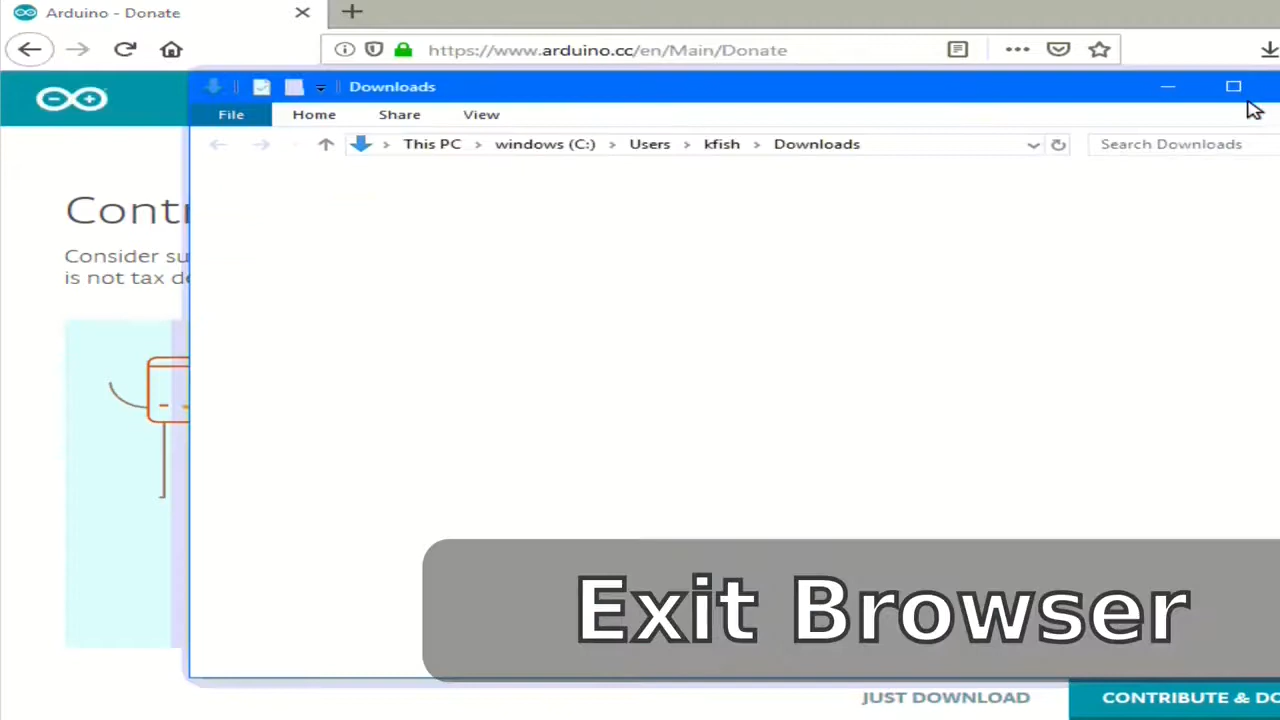 Arduino - Donate
https://www.arduino.cc/en/Main/Donate
Downloads
File Home Share View
This PC > windows (C:) > Users > kfish > Downloads
Search Downloads
Contr
Consider su
is not tax de
Exit Browser
JUST DOWNLOAD
CONTRIBUTE & DO